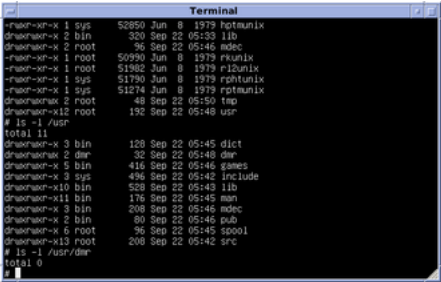 Terminal
-rwxr-xr-x 1 sys 52850 Jun 8 1979 hptmunix
drwxrwxr-x 2 bin 320 Sep 22 05:33 lib
drwxrwxr-x 2 root 96 Sep 22 05:46 mdec
-rwxr-xr-x 1 root 50990 Jun 8 1979 rkunix
-rwxr-xr-x 1 root 51982 Jun 8 1979 rl2unix
-rwxr-xr-x 1 sys 51790 Jun 8 1979 rphtunix
-rwxr-xr-x 1 sys 51274 Jun 8 1979 rptmunix
drwxrwxrwx 2 root 48 Sep 22 05:50 tmp
drwxrwxr-x12 root 192 Sep 22 05:48 usr
# ls -l /usr
total 11
drwxrwxr-x 3 bin 128 Sep 22 05:45 dict
drwxrwxrwx 2 dmr 32 Sep 22 05:48 dmr
drwxrwxr-x 5 bin 416 Sep 22 05:46 games
drwxrwxr-x 3 sys 496 Sep 22 05:42 include
drwxrwxr-x10 bin 528 Sep 22 05:43 lib
drwxrwxr-x11 bin 176 Sep 22 05:45 man
drwxrwxr-x 3 bin 208 Sep 22 05:46 mdec
drwxrwxr-x 2 bin 80 Sep 22 05:46 pub
drwxrwxr-x 6 root 96 Sep 22 05:45 spool
drwxrwxr-x13 root 208 Sep 22 05:42 src
# ls -l /usr/dmr
total 0
#